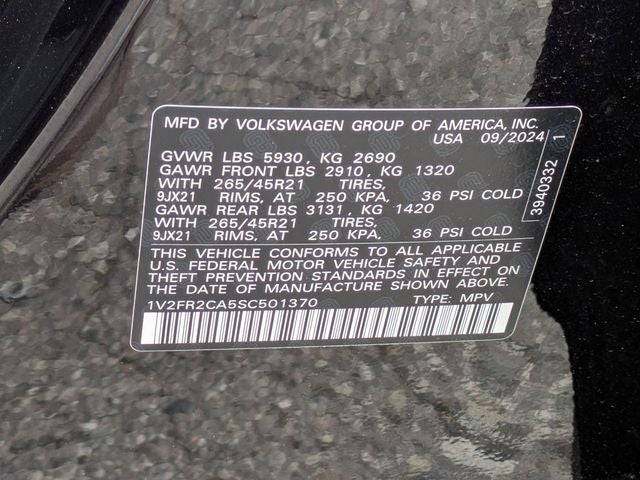 MFD BY VOLKSWAGEN GROUP OF AMERICA, INC.
USA 09/2024
GVWR LBS 5930, KG 2690
GAWR FRONT LBS 2910, KG 1320
WITH 265/45R21 TIRES,
9JX21 RIMS, AT 250 KPA, 36 PSI COLD
GAWR REAR LBS 3131, KG 1420
WITH 265/45R21 TIRES,
9JX21 RIMS, AT 250 KPA, 36 PSI COLD
THIS VEHICLE CONFORMS TO ALL APPLICABLE
U.S. FEDERAL MOTOR VEHICLE SAFETY AND
THEFT PREVENTION STANDARDS IN EFFECT ON
THE DATE OF MANUFACTURE SHOWN ABOVE.
1V2FR2CA5SC501370 TYPE: MPV
3940332 1